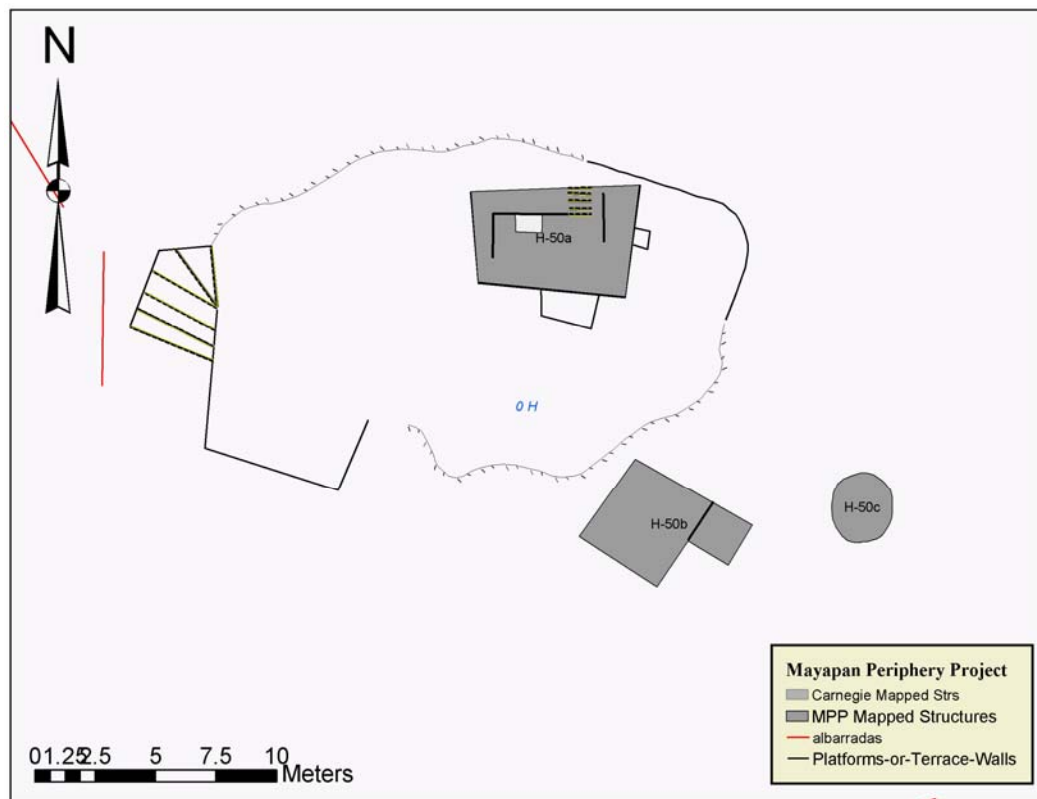 N
H-50a
0 H
H-50b
H-50c
Mayapan Periphery Project
Carnegie Mapped Strs
MPP Mapped Structures
albarradas
Platforms-or-Terrace-Walls
01.252.5 5 7.5 10
Meters